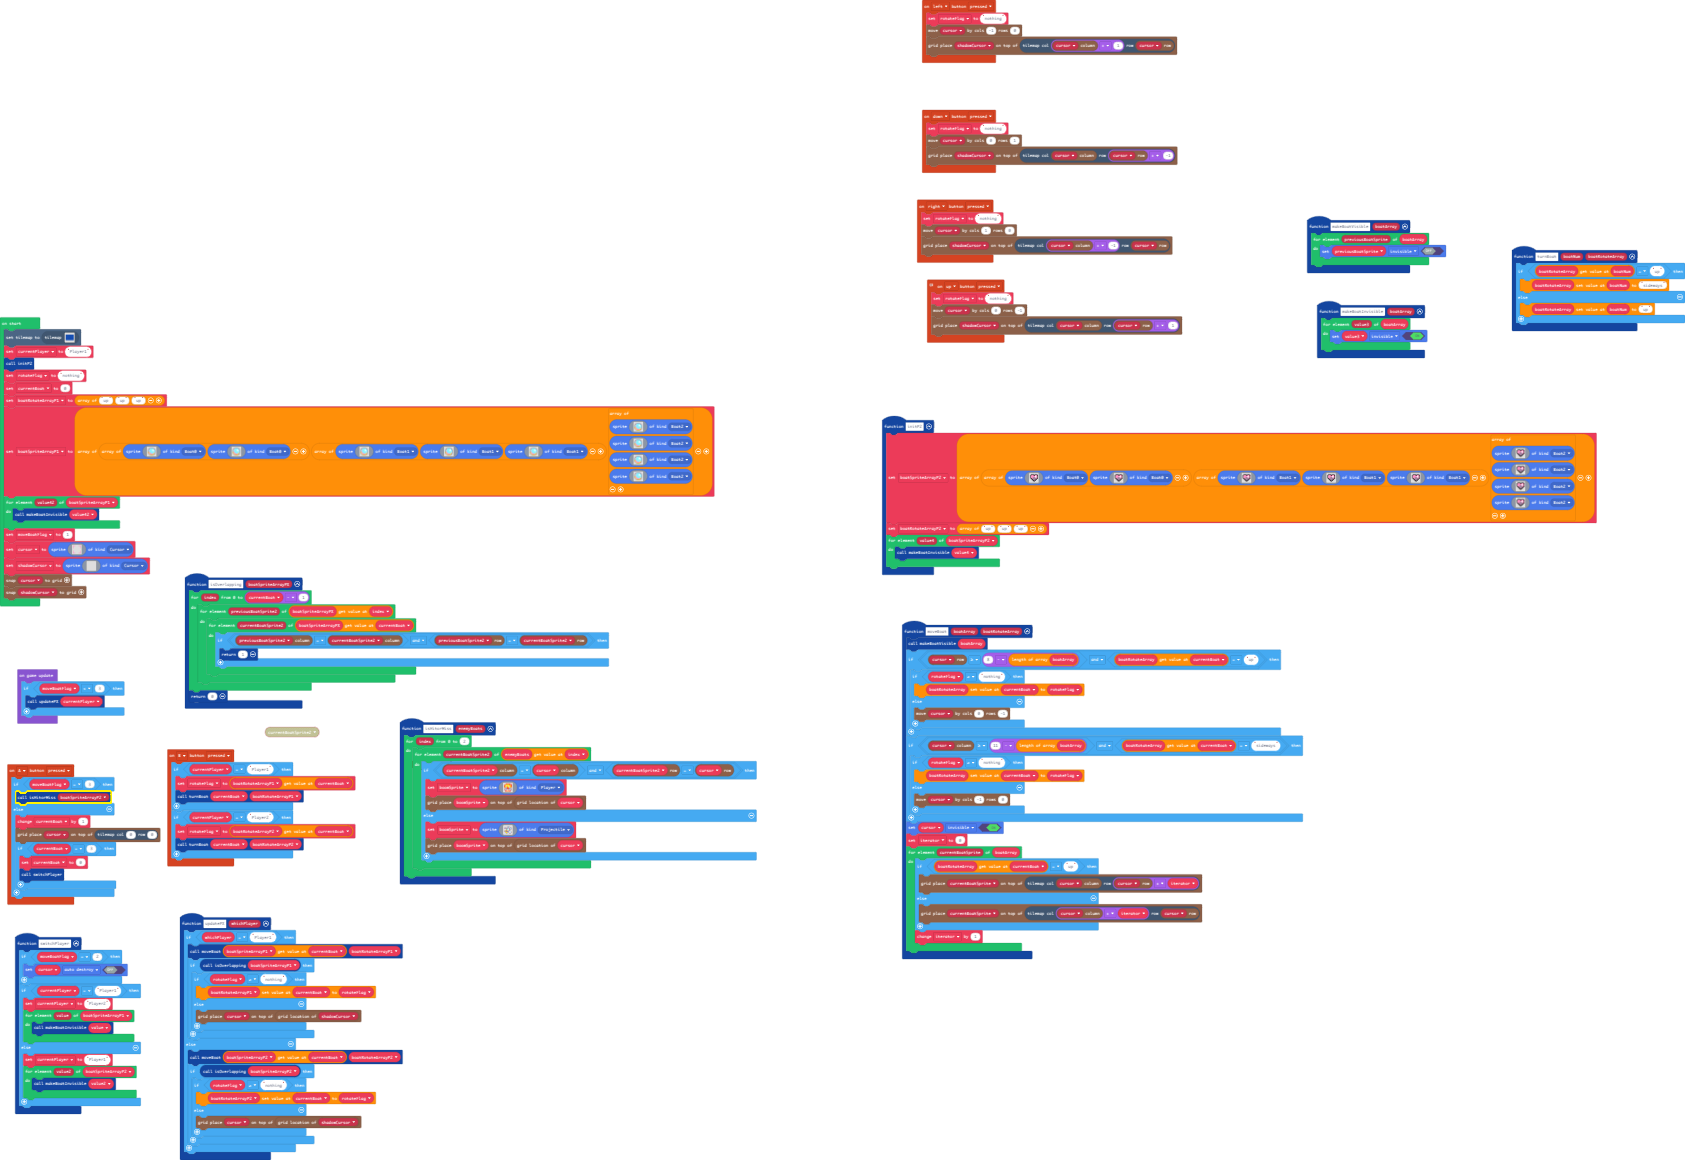 on left button pressed
set rotateFlag to "nothing"
move cursor by cols -1 rows 0
grid place shadowCursor on top of tilemap col cursor column + -1 row cursor row
on down button pressed
set rotateFlag to "nothing"
move cursor by cols 0 rows 1
grid place shadowCursor on top of tilemap col cursor column row cursor row
on right button pressed
set rotateFlag to "nothing"
move cursor by cols 1 rows 0
grid place shadowCursor on top of tilemap col cursor column row cursor row
on up button pressed
set rotateFlag to "nothing"
move cursor by cols 0 rows -1
grid place shadowCursor on top of tilemap col cursor column row cursor row
function makeBoatVisible boatArray
for element previousBoatSprite of boatArray
do set previousBoatSprite invisible
function makeBoatInvisible boatArray
for element of boatArray
do set invisible
function turnBoat boatNum boatRotateArray
if boatRotateArray get value at boatNum = "up" then
boatRotateArray set value at boatNum to "sideways"
else
boatRotateArray set value at boatNum to "up"
on start
set tilemap to tilemap
set currentPlayer to "Player1"
call initP2
set rotateFlag to "nothing"
set currentBoat to 0
set boatRotateArrayP1 to array of "up" "up" "up"
array of
sprite of kind Boat2
sprite of kind Boat2
set boatSpriteArrayP1 to array of array of sprite of kind Boat0 sprite of kind Boat0 array of sprite of kind Boat1 sprite of kind Boat1 sprite of kind Boat1
sprite of kind Boat2
sprite of kind Boat2
for element value42 of boatSpriteArrayP1
do call makeBoatInvisible value42
set moveBoatFlag to 1
set cursor to sprite of kind Cursor
set shadowCursor to sprite of kind Cursor
snap cursor to grid
snap shadowCursor to grid
function initP2
array of
sprite of kind Boat2
sprite of kind Boat2
set boatSpriteArrayP2 to array of array of sprite of kind Boat0 sprite of kind Boat0 array of sprite of kind Boat1 sprite of kind Boat1 sprite of kind Boat1
sprite of kind Boat2
sprite of kind Boat2
set boatRotateArrayP2 to array of "up" "up" "up"
for element value4 of boatSpriteArrayP2
do call makeBoatInvisible value4
function isOverlapping boatSpriteArrayPX
for index from 0 to currentBoat - 1
do for element previousBoatSprite2 of boatSpriteArrayPX get value at index
do for element currentBoatSprite2 of boatSpriteArrayPX get value at currentBoat
do if previousBoatSprite2 column = currentBoatSprite2 column and previousBoatSprite2 row = currentBoatSprite2 row then
return 1
return 0
on game update
if moveBoatFlag = then
call updatePX currentPlayer
currentBoatSprite2
on A button pressed
if moveBoatFlag = then
call isHitorMiss boatSpriteArrayP2
else
change currentBoat by 1
grid place cursor on top of tilemap col 0 row 0
if currentBoat = 3 then
set currentBoat to 0
call switchPlayer
on B button pressed
if currentPlayer = "Player1" then
set rotateFlag to boatRotateArrayP1 get value at currentBoat
call turnBoat currentBoat boatRotateArrayP1
if currentPlayer = "Player2" then
set rotateFlag to boatRotateArrayP2 get value at currentBoat
call turnBoat currentBoat boatRotateArrayP2
function isHitorMiss enemyBoats
for index from 0 to 2
do for element currentBoatSprite2 of enemyBoats get value at index
do if currentBoatSprite2 column = cursor column and currentBoatSprite2 row = cursor row then
set boomSprite to sprite of kind Player
grid place boomSprite on top of grid location of cursor
else
set boomSprite to sprite of kind Projectile
grid place boomSprite on top of grid location of cursor
function moveBoat boatArray boatRotateArray
call makeBoatVisible boatArray
if cursor row - length of array boatArray and boatRotateArray get value at currentBoat = "up" then
if rotateFlag "nothing" then
boatRotateArray set value at currentBoat to rotateFlag
else
move cursor by cols 0 rows -1
if cursor column - length of array boatArray and boatRotateArray get value at currentBoat = "sideways" then
if rotateFlag "nothing" then
boatRotateArray set value at currentBoat to rotateFlag
else
move cursor by cols -1 rows 0
set cursor invisible
set iterator to 0
for element currentBoatSprite of boatArray
do if boatRotateArray get value at currentBoat = "up" then
grid place currentBoatSprite on top of tilemap col cursor column row cursor row + iterator
else
grid place currentBoatSprite on top of tilemap col cursor column + iterator row cursor row
change iterator by 1
function switchPlayer
if moveBoatFlag = then
set cursor auto destroy
if currentPlayer = "Player1" then
set currentPlayer to "Player2"
for element value of boatSpriteArrayP1
do call makeBoatInvisible value
else
set currentPlayer to "Player1"
for element value2 of boatSpriteArrayP2
do call makeBoatInvisible value2
function updatePX whichPlayer
if whichPlayer = "Player1" then
call moveBoat boatSpriteArrayP1 get value at currentBoat boatRotateArrayP1
if call isOverlapping boatSpriteArrayP1 then
if rotateFlag "nothing" then
boatRotateArrayP1 set value at currentBoat to rotateFlag
else
grid place cursor on top of grid location of shadowCursor
else
call moveBoat boatSpriteArrayP2 get value at currentBoat boatRotateArrayP2
if call isOverlapping boatSpriteArrayP2 then
if rotateFlag "nothing" then
boatRotateArrayP2 set value at currentBoat to rotateFlag
else
grid place cursor on top of grid location of shadowCursor